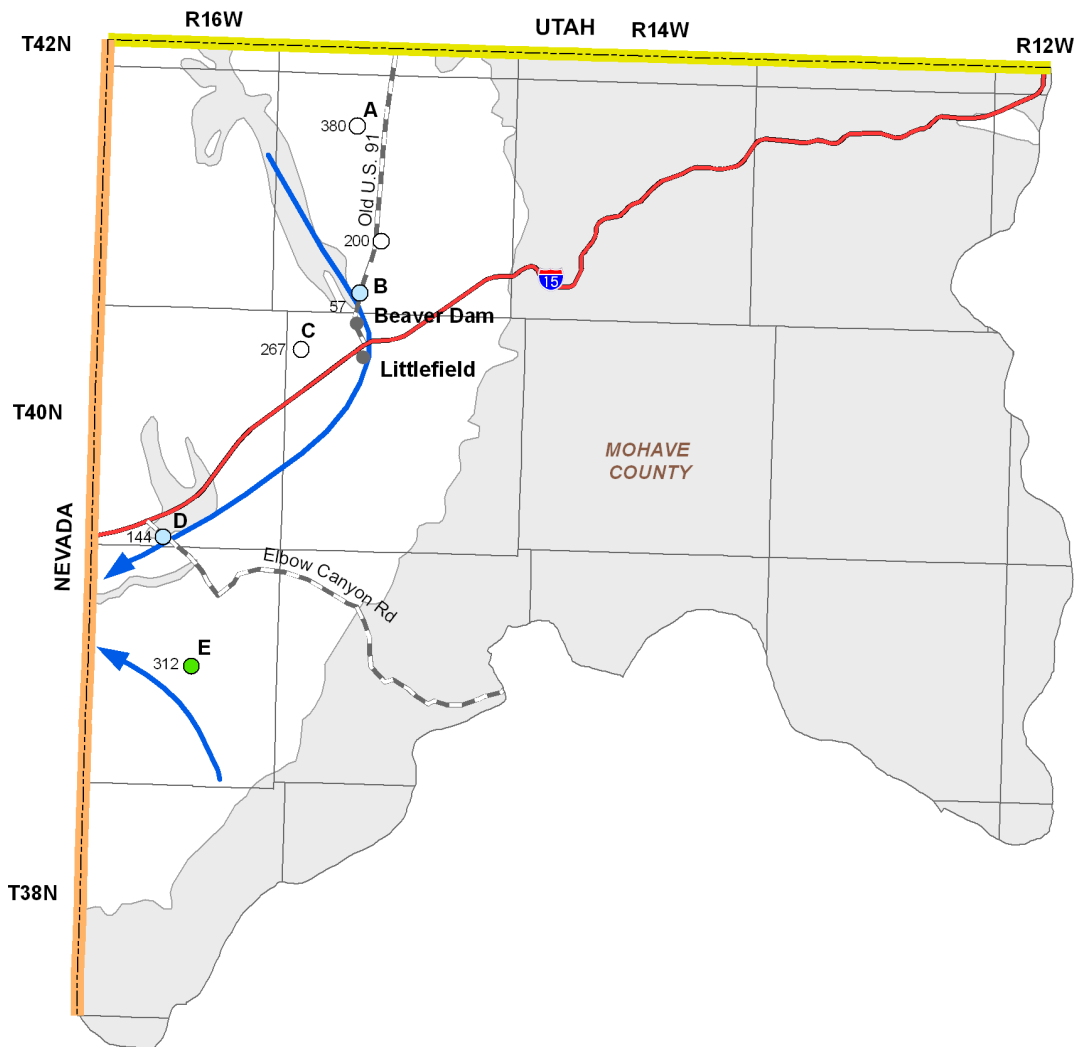 R16W
UTAH
R14W
T42N
R12W
A
380
Old U.S. 91
200
B
15
57
Beaver Dam
C
267
Littlefield
T40N
MOHAVE
COUNTY
D
144
NEVADA
Elbow Canyon Rd
E
312
T38N